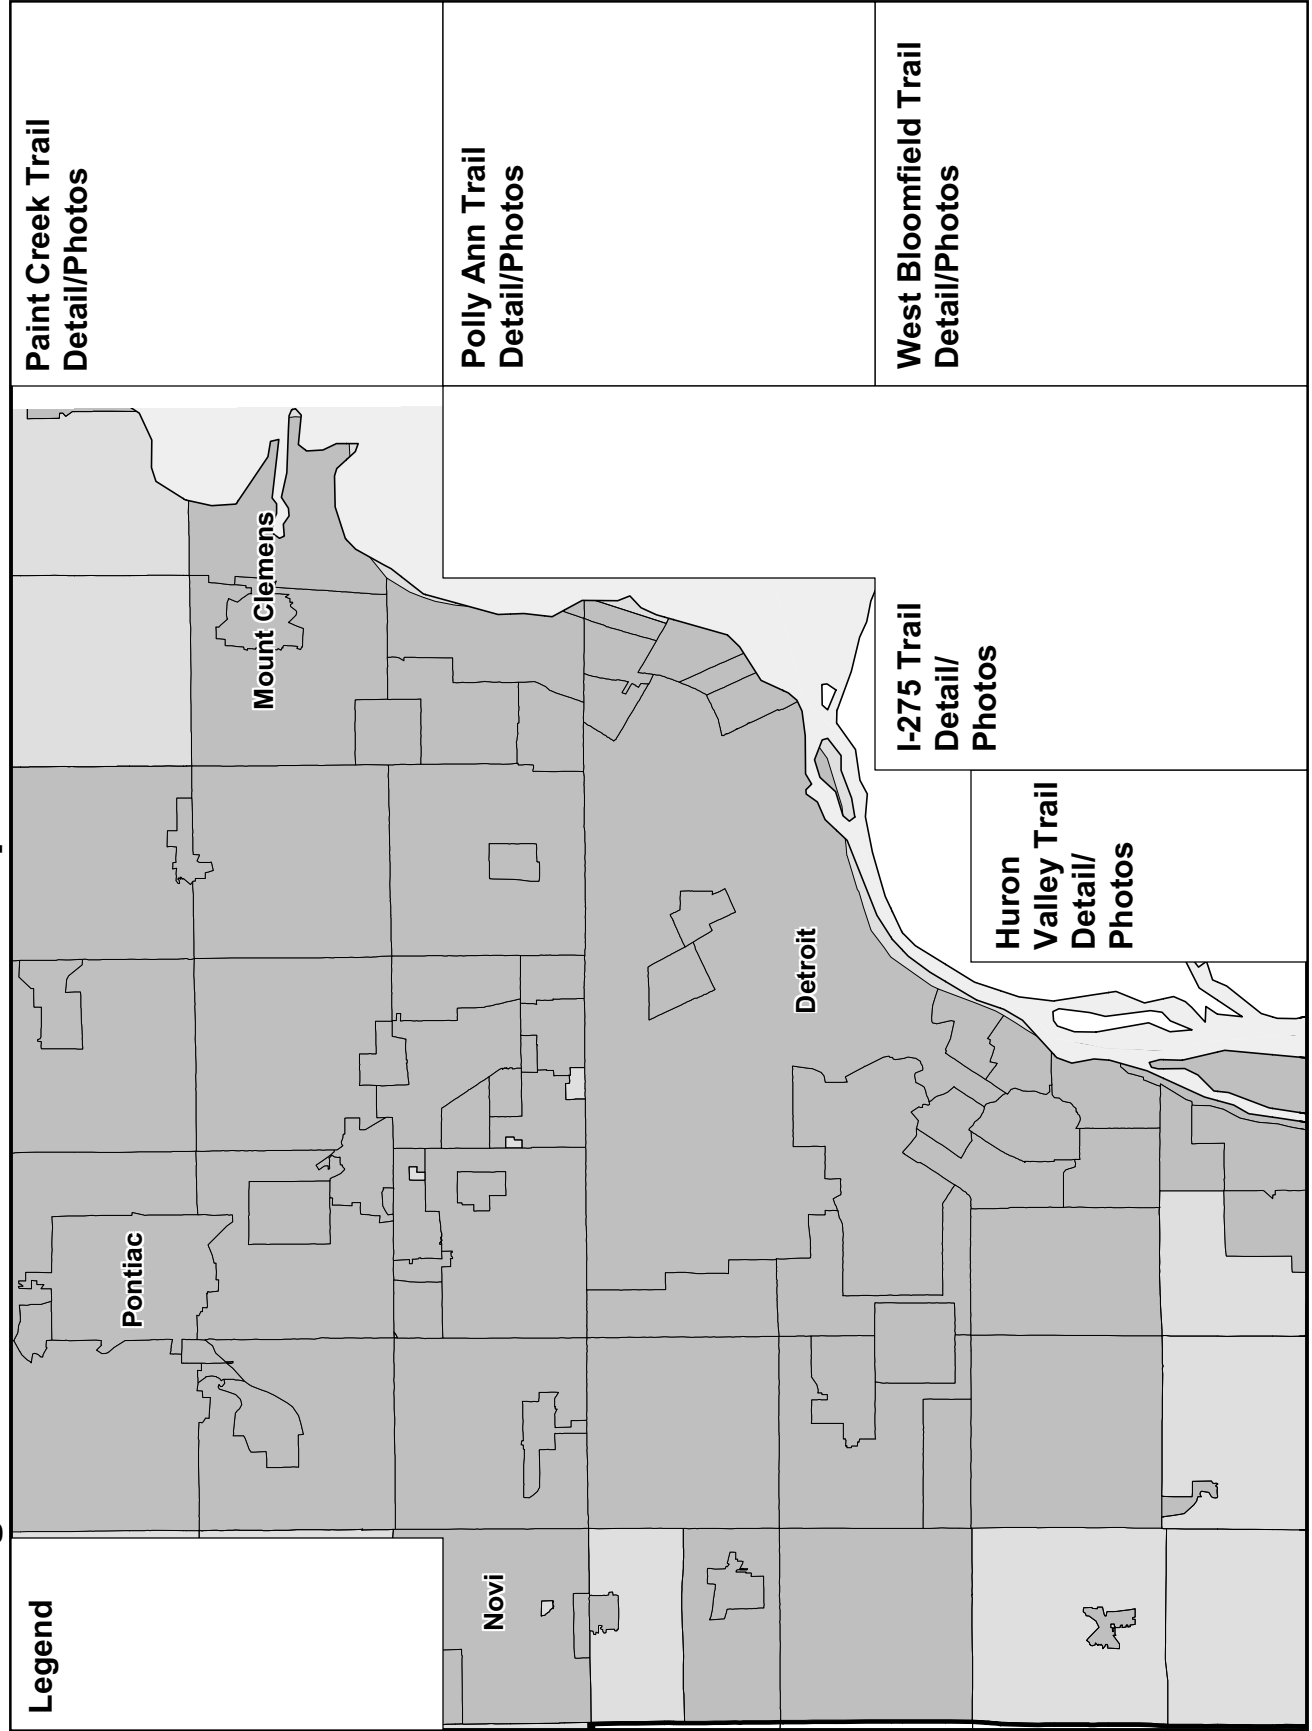 Legend
Paint Creek Trail
Detail/Photos
Pontiac
Mount Clemens
Polly Ann Trail
Detail/Photos
Novi
Detroit
West Bloomfield Trail
Detail/Photos
I-275 Trail
Detail/
Photos
Huron
Valley Trail
Detail/
Photos